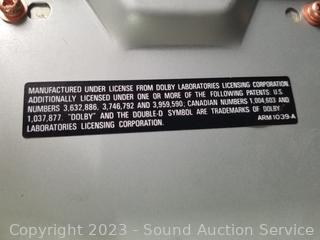 MANUFACTURED UNDER LICENSE FROM DOLBY LABORATORIES LICENSING CORPORATION
ADDITIONALLY LICENSED UNDER ONE OR MORE OF THE FOLLOWING PATENTS: U.S.
NUMBERS 3,632,886, 3,746,792 AND 3,959,590; CANADIAN NUMBERS 1,004,603 AND
1,037,877. "DOLBY" AND THE DOUBLE-D SYMBOL ARE TRADEMARKS OF DOLBY
LABORATORIES LICENSING CORPORATION.
ARM1039-A
Copyright 2023 - Sound Auction Service